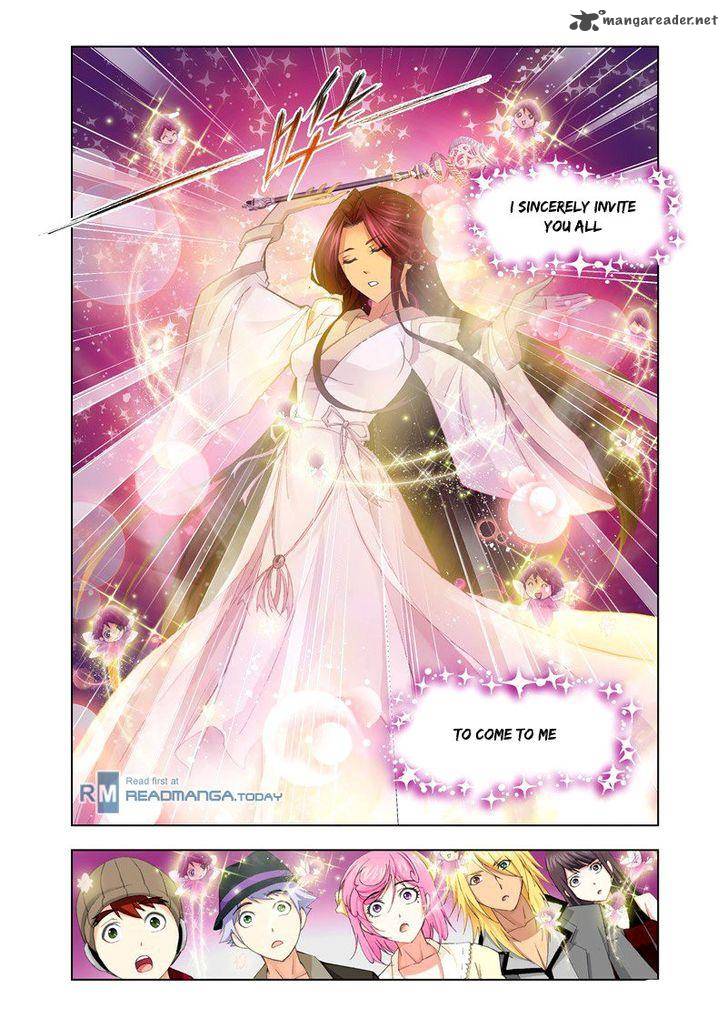 mangareader.net
I SINCERELY INVITE
YOU ALL
TO COME TO ME
RM
Read first at
READMANGA.TODAY